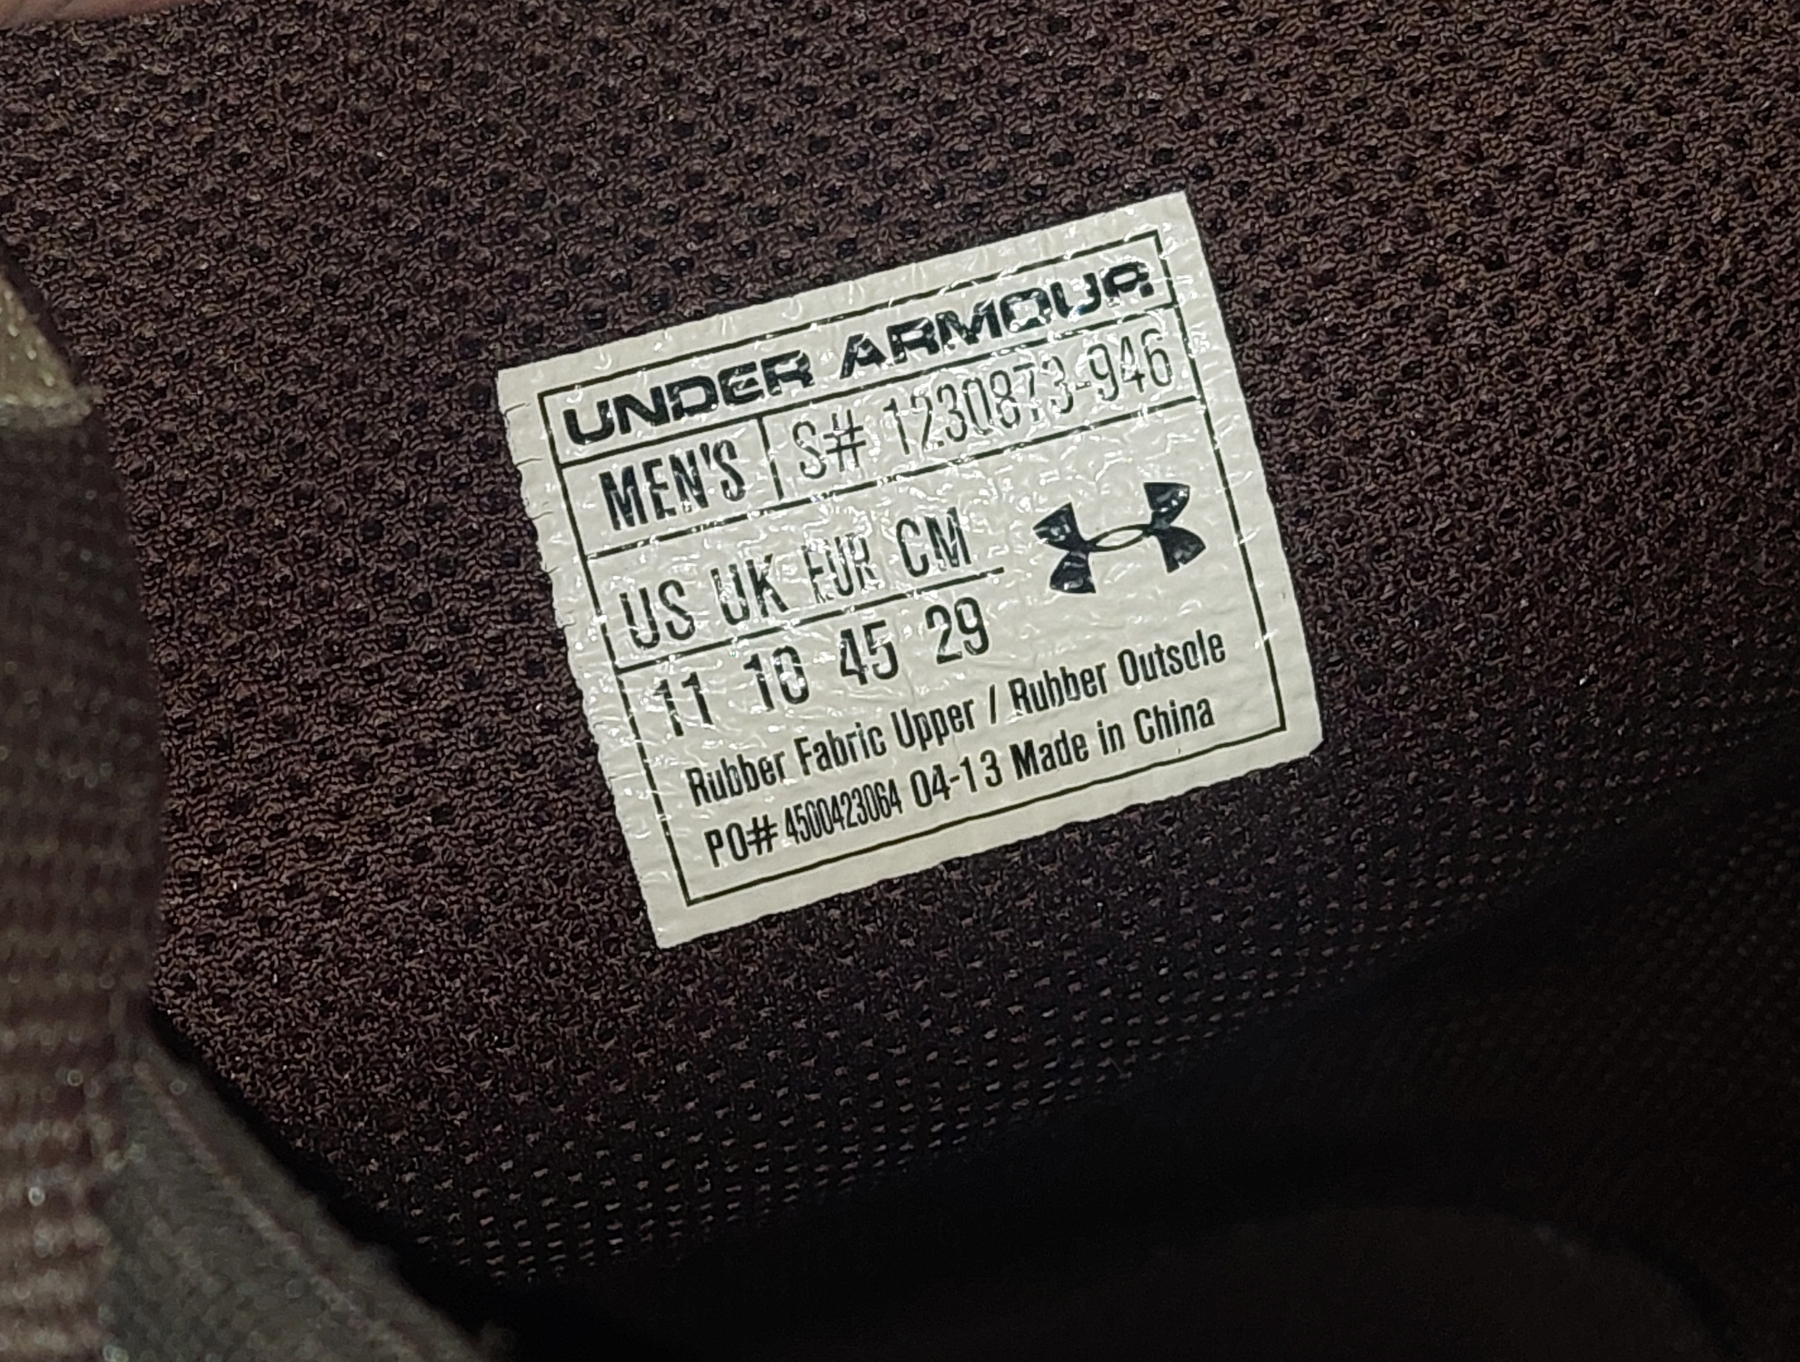 UNDER ARMOUR
MEN'S S# 1230873-946
US UK EUR CM
11 10 45 29
Rubber Fabric Upper / Rubber Outsole
PO# 4500423064 04-13 Made in China